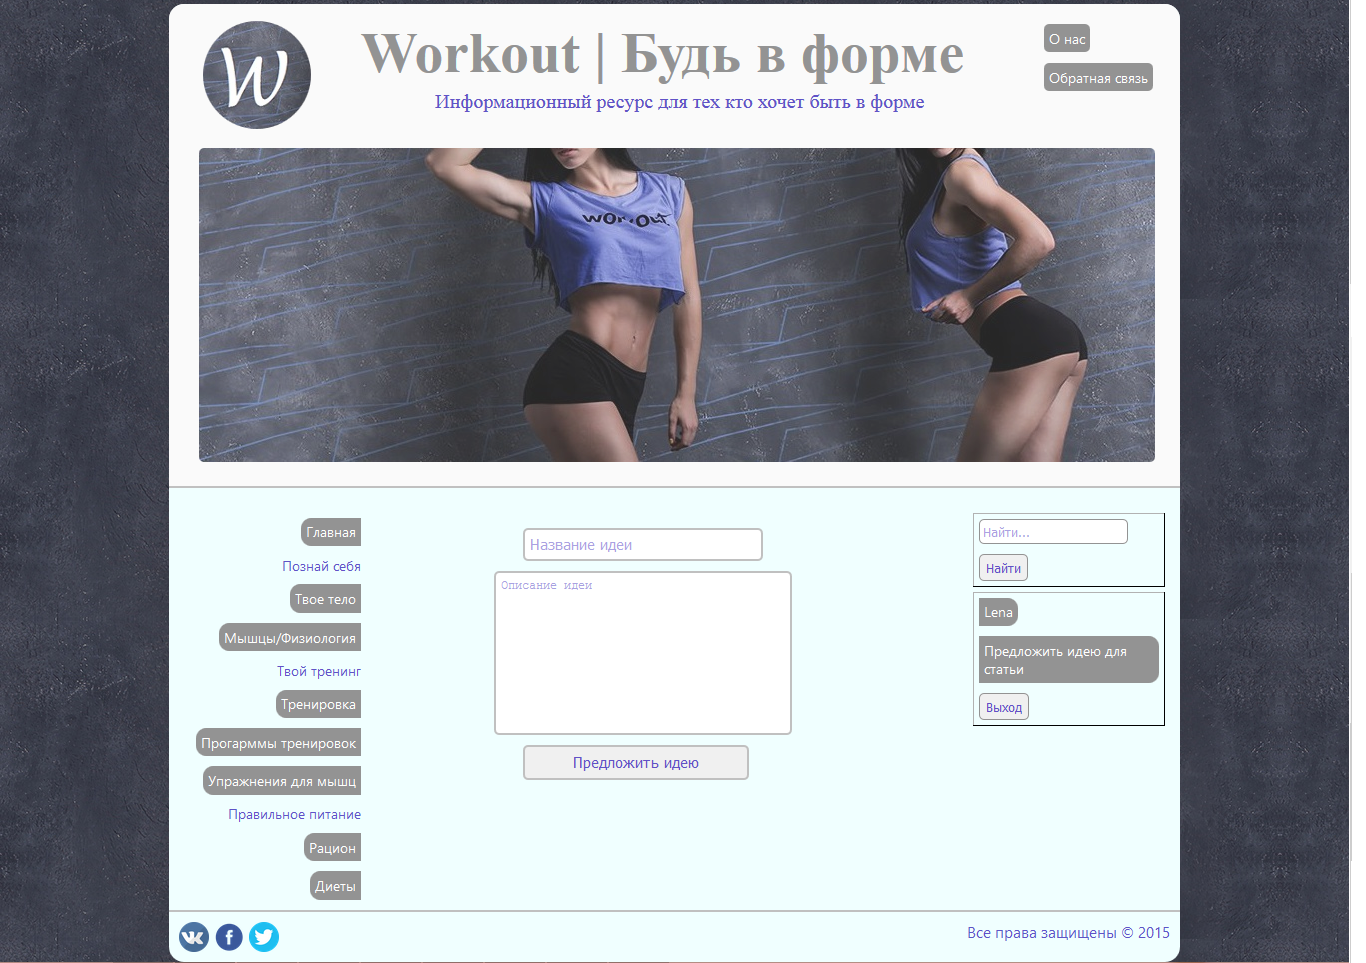 W
Workout | Будь в форме
Информационный ресурс для тех кто хочет быть в форме
О нас
Обратная связь
Главная
Познай себя
Твое тело
Мышцы/Физиология
Твой тренинг
Тренировка
Прогарммы тренировок
Упражнения для мышц
Правильное питание
Рацион
Диеты
Название идеи
Описание идеи
Предложить идею
Найти...
Найти
Lena
Предложить идею для
статьи
Выход
Все права защищены © 2015